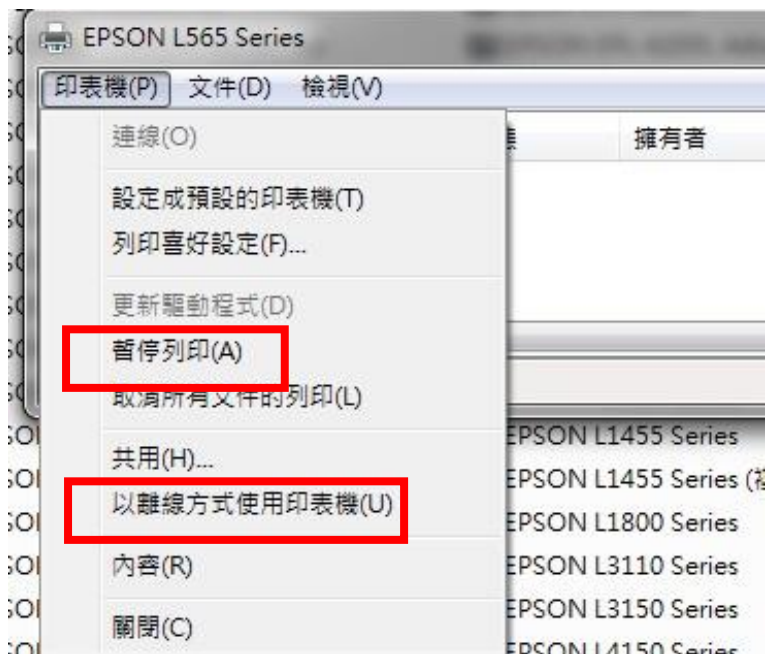 EPSON L565 Series
印表機(P) 文件(D) 檢視(V)
連線(O)
擁有者
設定成預設的印表機(T)
列印喜好設定(F)...
更新驅動程式(D)
暫停列印(A)
取消所有文件的列印(L)
EPSON L1455 Series
共用(H)...
EPSON L1455 Series (
以離線方式使用印表機(U)
EPSON L1800 Series
內容(R)
EPSON L3110 Series
EPSON L3150 Series
關閉(C)
EPSON L4150 Series